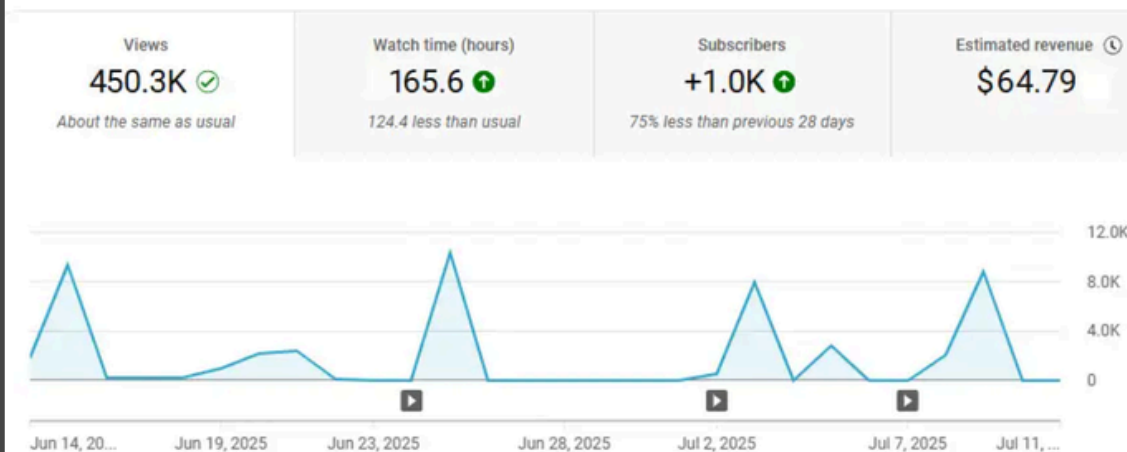 Views
450.3K
About the same as usual
Watch time (hours)
165.6
124.4 less than usual
Subscribers
+1.0K
75% less than previous 28 days
Estimated revenue
$64.79
12.0K
8.0K
4.0K
0
Jun 14, 20... Jun 19, 2025 Jun 23, 2025 Jun 28, 2025 Jul 2, 2025 Jul 7, 2025 Jul 11, ...